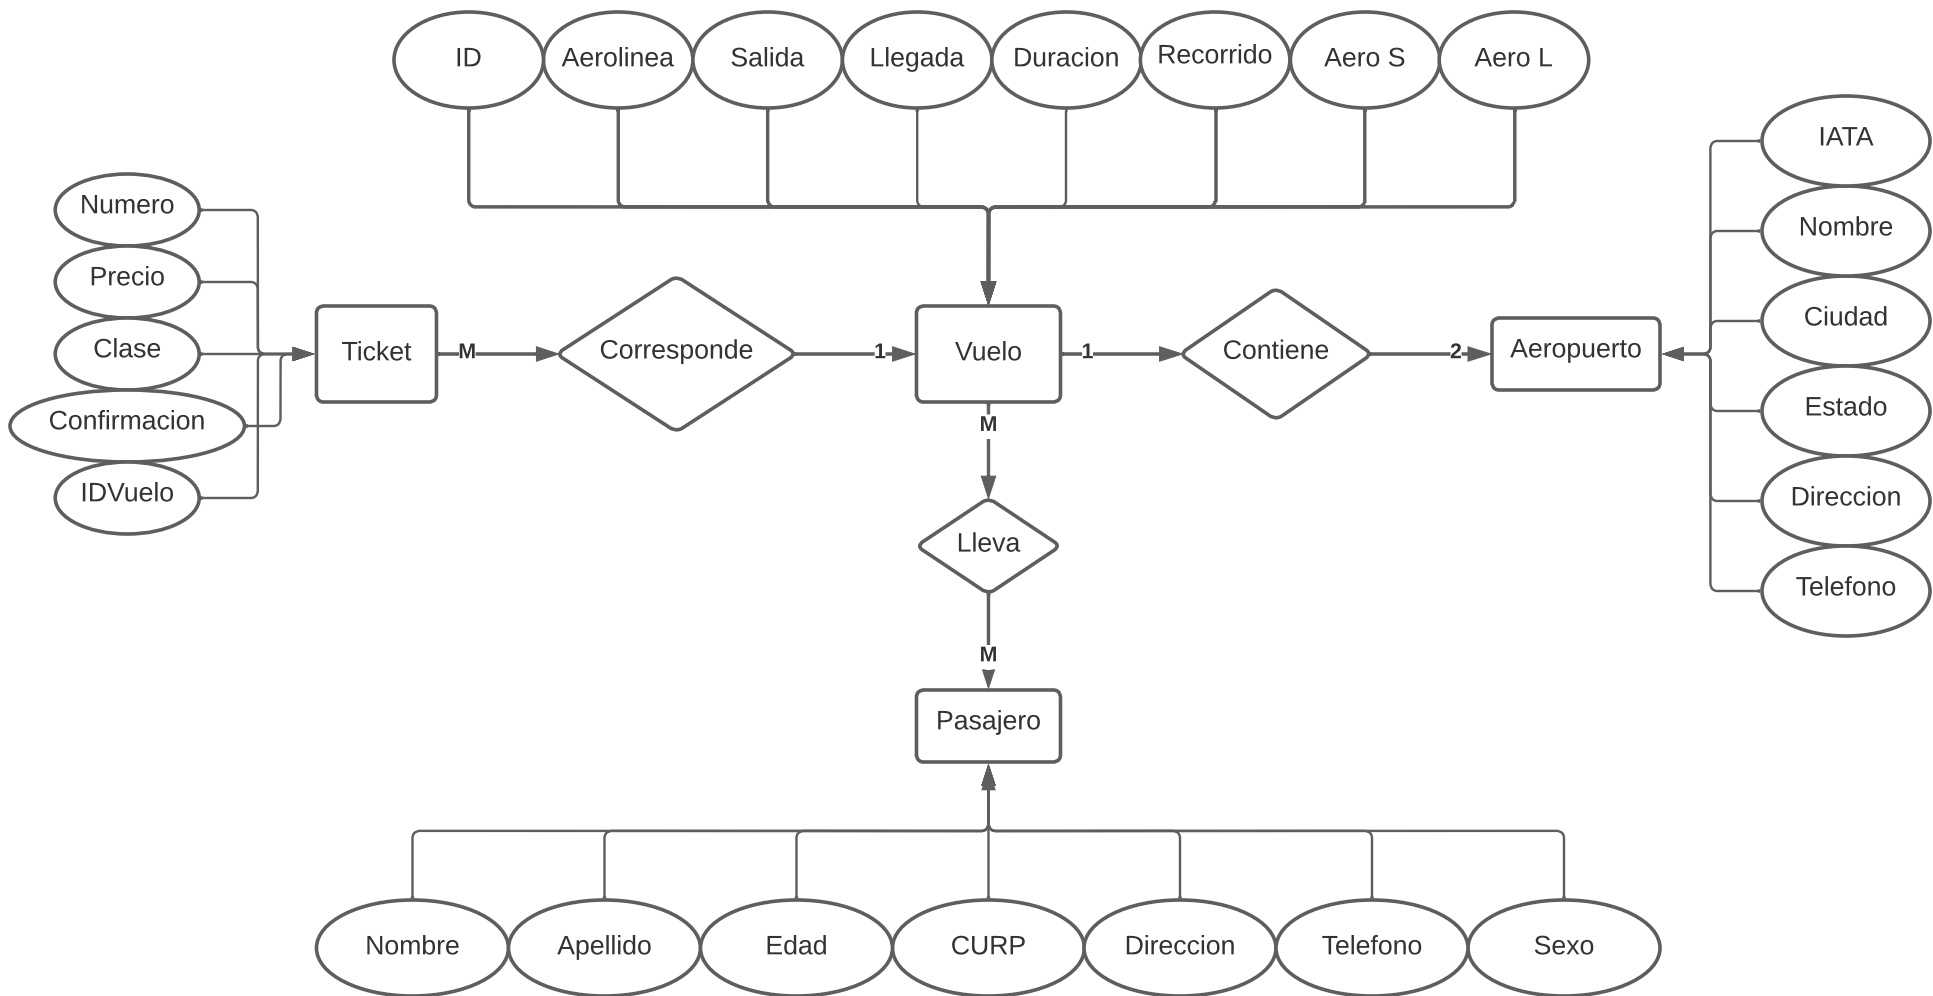 ID
Aerolinea
Salida
Llegada
Duracion
Recorrido
Aero S
Aero L
Numero
Precio
Clase
Confirmacion
IDVuelo
Ticket
M
Corresponde
1
Vuelo
1
Contiene
2
Aeropuerto
IATA
Nombre
Ciudad
Estado
Direccion
Telefono
M
Lleva
M
Pasajero
Nombre
Apellido
Edad
CURP
Direccion
Telefono
Sexo